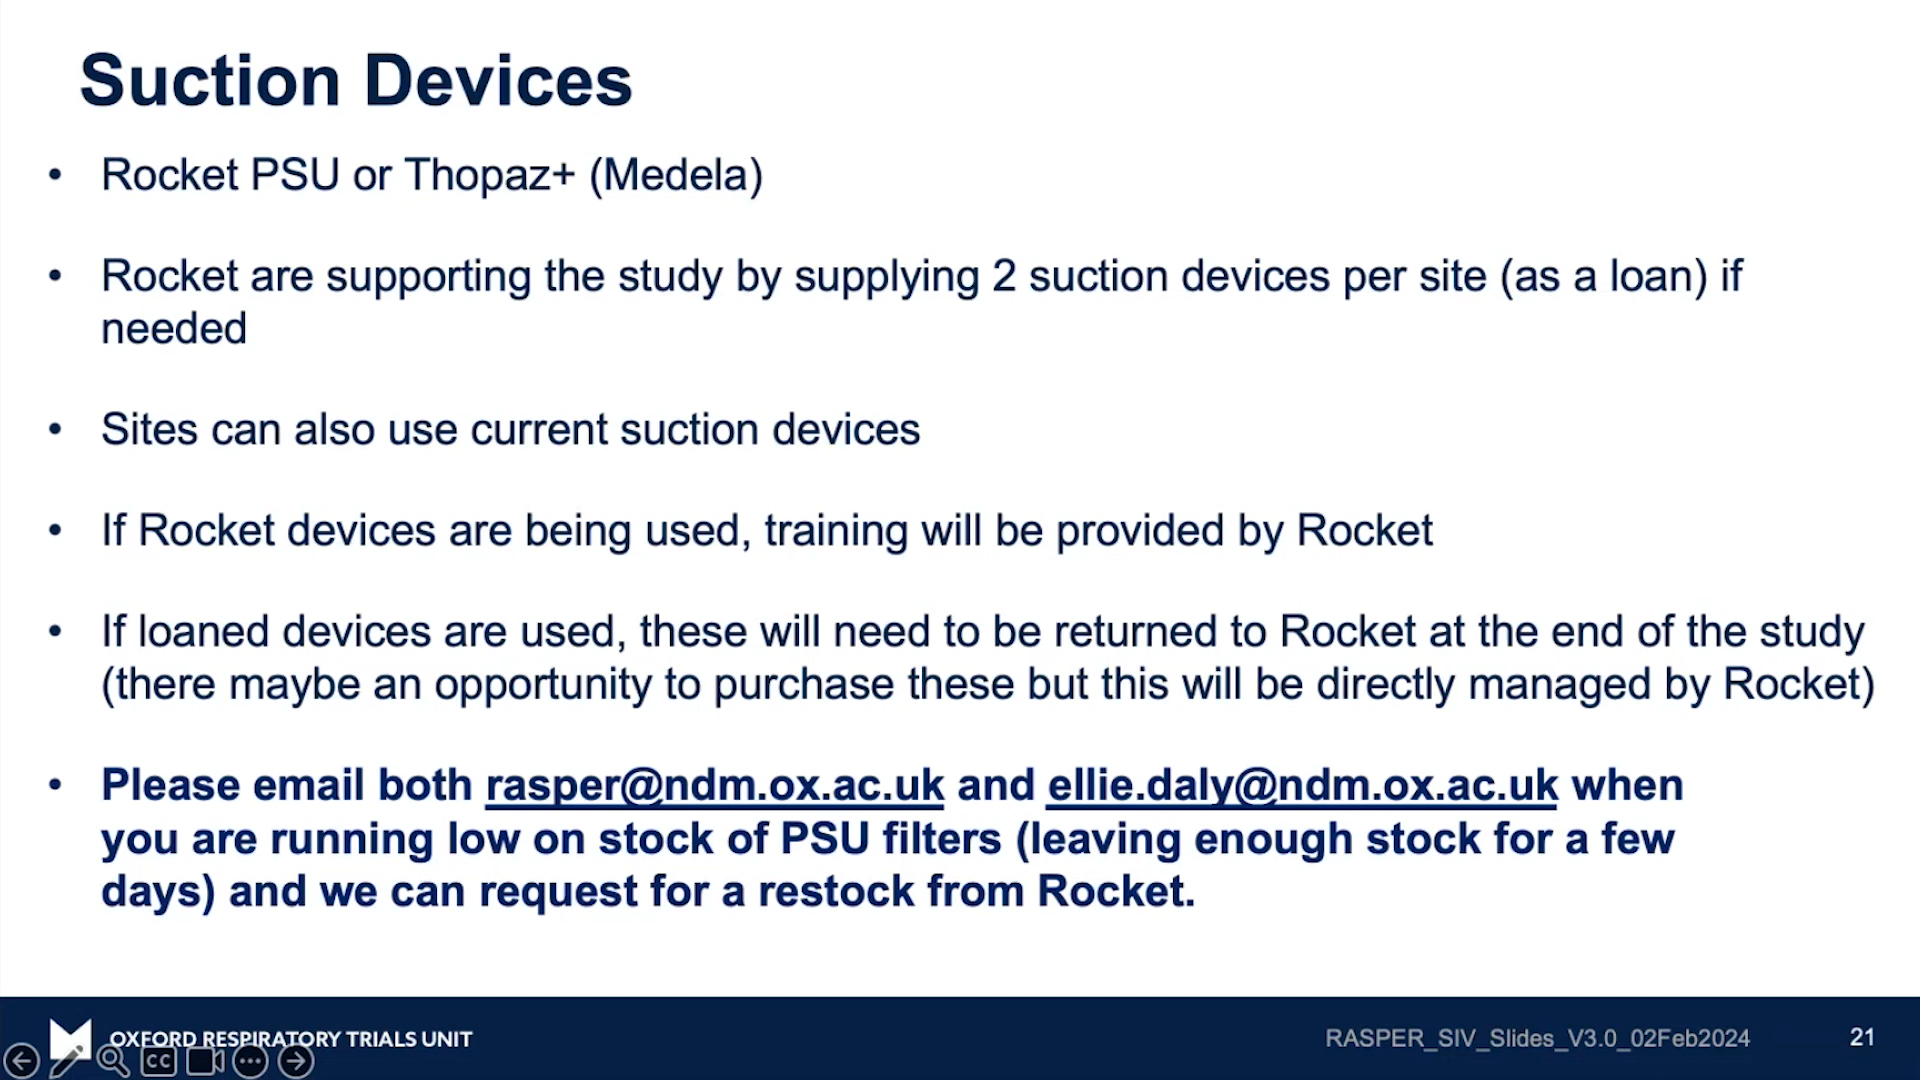 Suction Devices
• Rocket PSU or Thopaz+ (Medela)
• Rocket are supporting the study by supplying 2 suction devices per site (as a loan) if
needed
• Sites can also use current suction devices
• If Rocket devices are being used, training will be provided by Rocket
• If loaned devices are used, these will need to be returned to Rocket at the end of the study
(there maybe an opportunity to purchase these but this will be directly managed by Rocket)
• Please email both rasper@ndm.ox.ac.uk and ellie.daly@ndm.ox.ac.uk when
you are running low on stock of PSU filters (leaving enough stock for a few
days) and we can request for a restock from Rocket.
OXFORD RESPIRATORY TRIALS UNIT
RASPER_SIV_Slides_V3.0_02Feb2024
21
CC